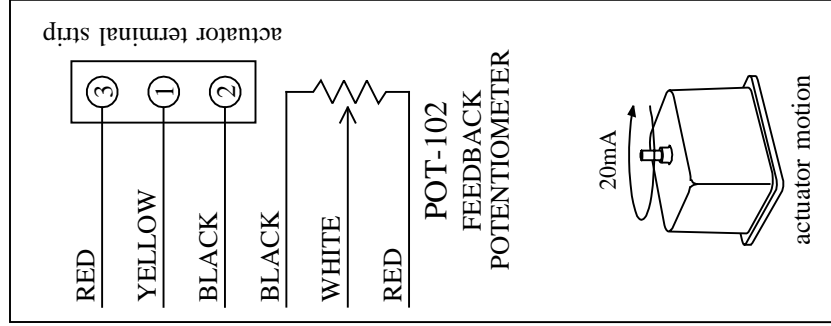 actuator terminal strip
3
1
2
RED
YELLOW
BLACK
BLACK
WHITE
RED
POT-102
FEEDBACK
POTENTIOMETER
20mA
actuator motion